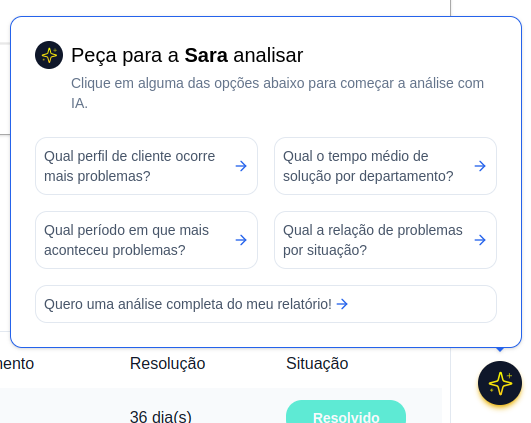 Peça para a Sara analisar
Clique em alguma das opções abaixo para começar a análise com
IA.
Qual perfil de cliente ocorre
mais problemas?
Qual o tempo médio de
solução por departamento?
Qual período em que mais
aconteceu problemas?
Qual a relação de problemas
por situação?
Quero uma análise completa do meu relatório!
mento
Resolução
Situação
36 dia(s)
Resolvido